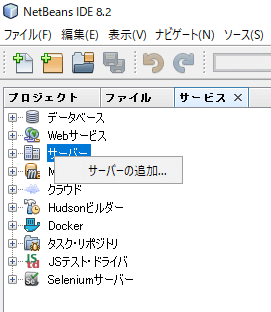 NetBeans IDE 8.2
ファイル(F) 編集(E) 表示(V) ナビゲート(N) ソース(S)
プロジェクト ファイル サービス ×
データベース
Webサービス
サーバー
サーバーの追加...
M
クラウド
Hudsonビルダー
Docker
タスク・リポジトリ
JSテスト・ドライバ
Seleniumサーバー